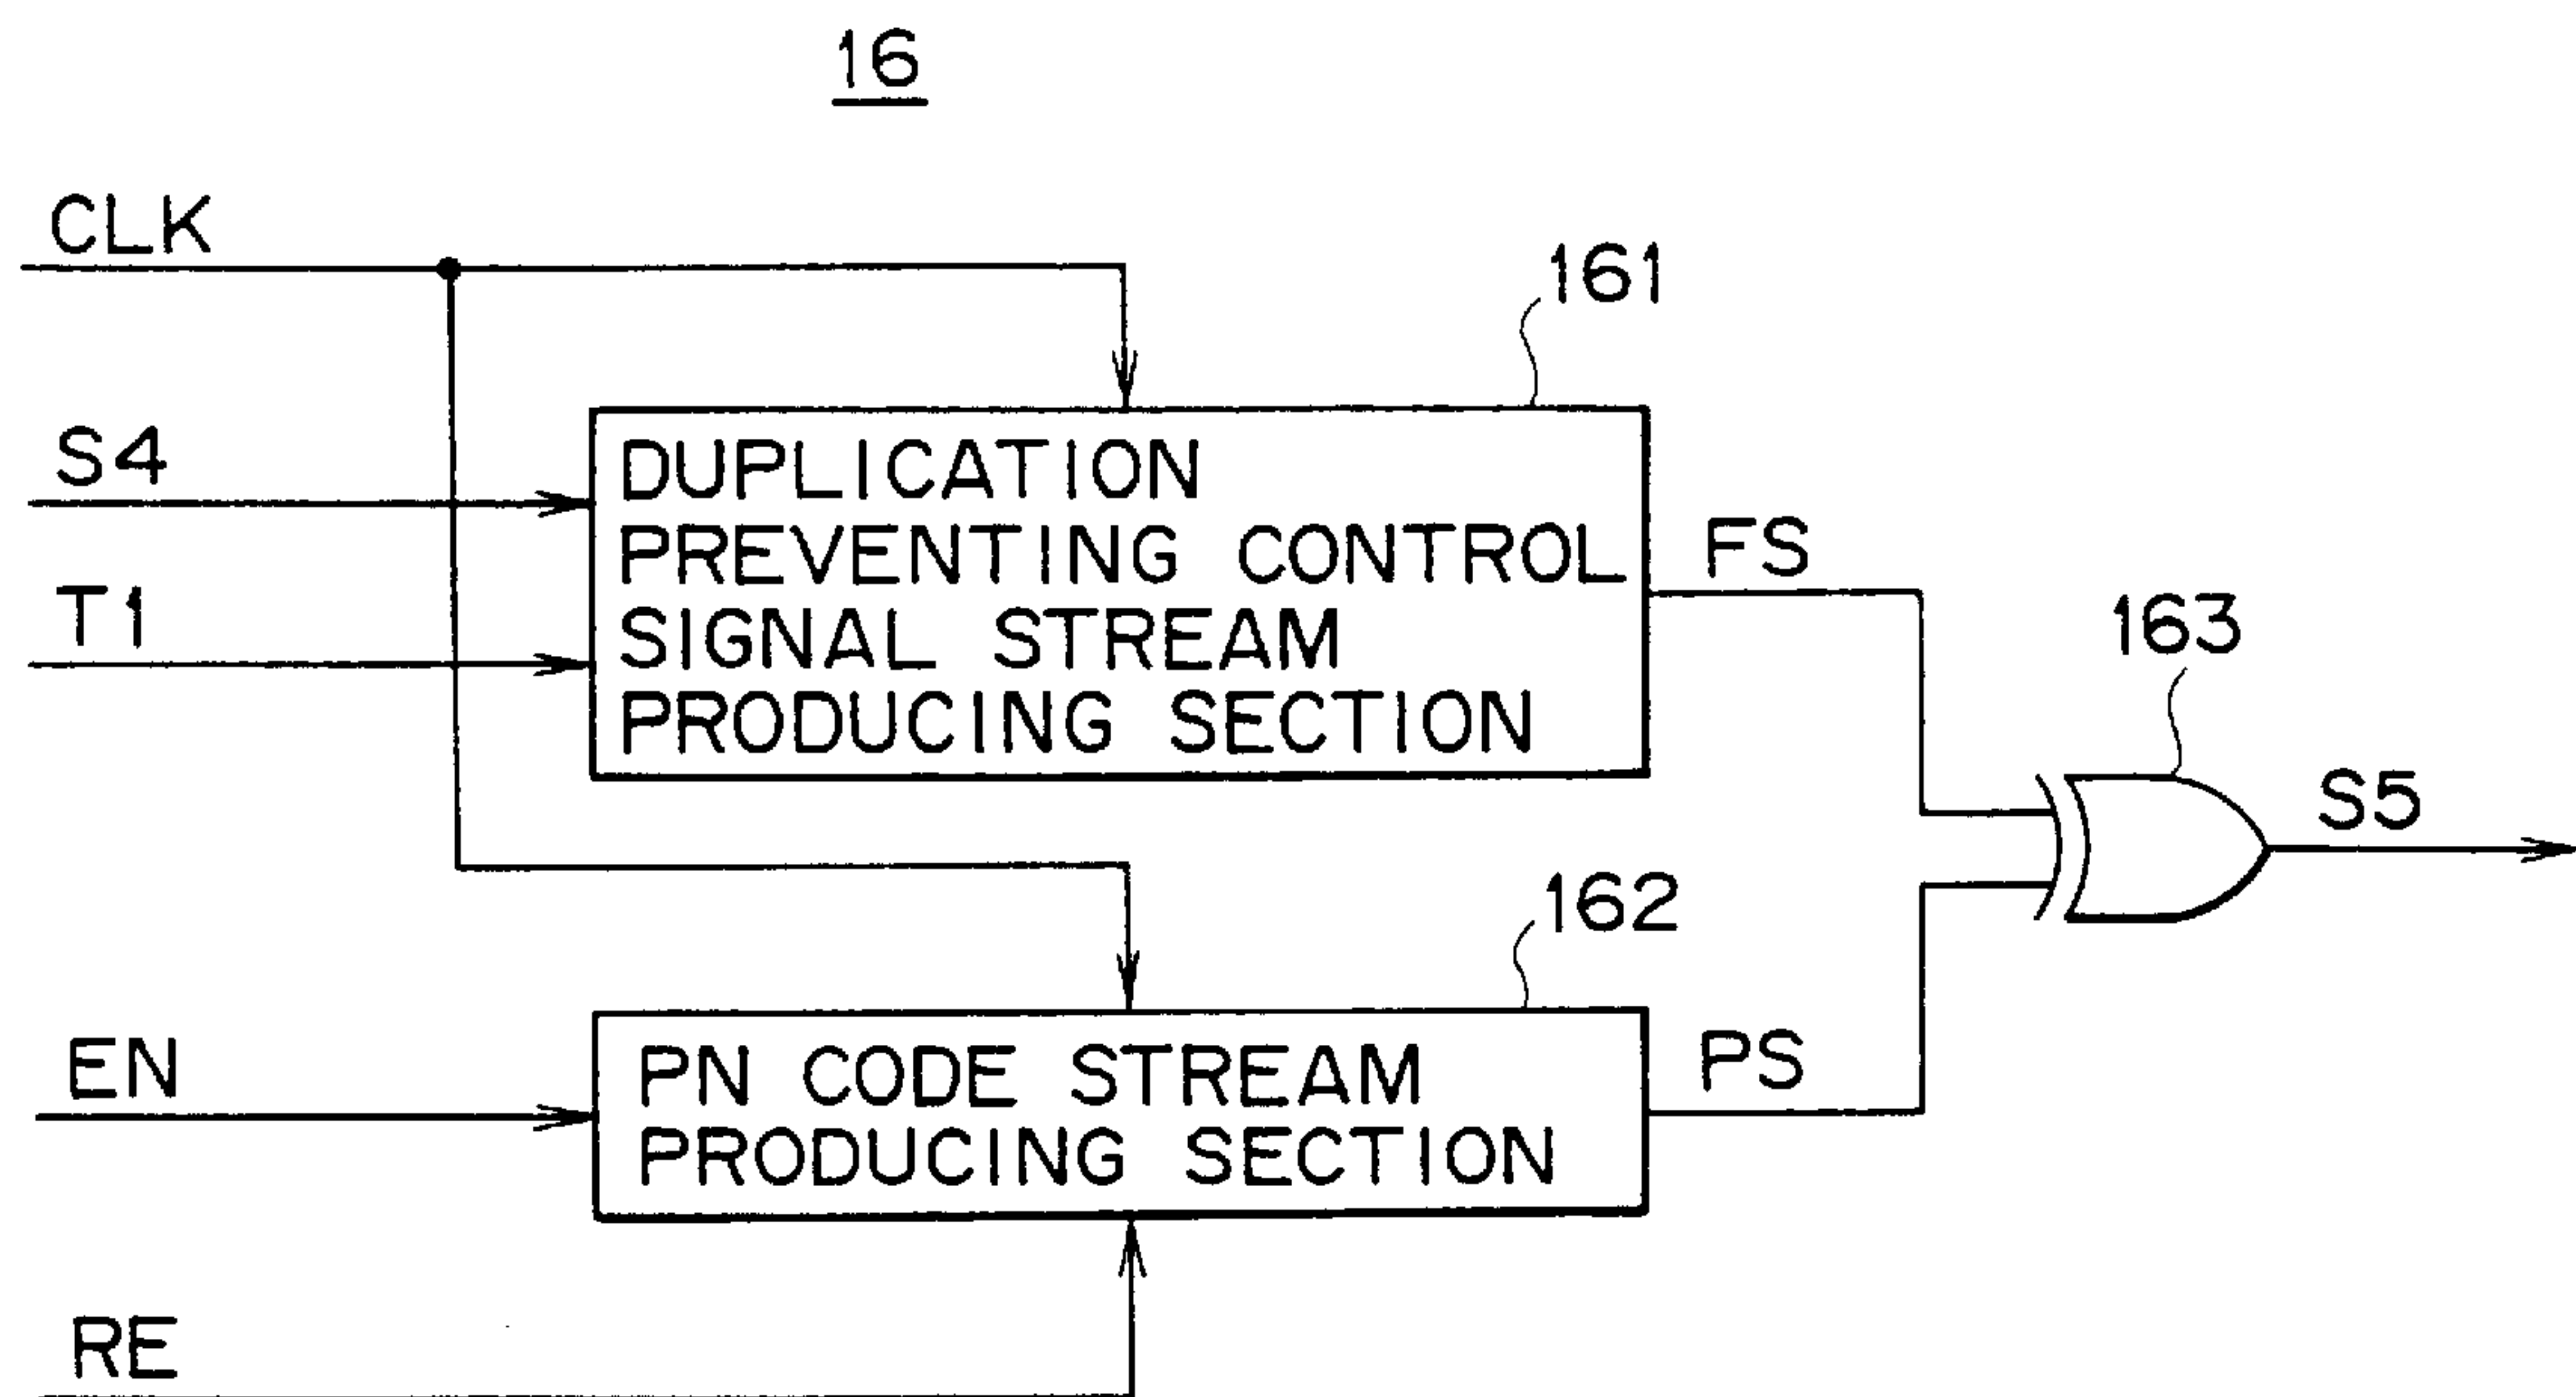 16
CLK
161
S4
DUPLICATION
PREVENTING CONTROL
SIGNAL STREAM
PRODUCING SECTION
T1
FS
163
S5
162
EN
PN CODE STREAM
PRODUCING SECTION
PS
RE